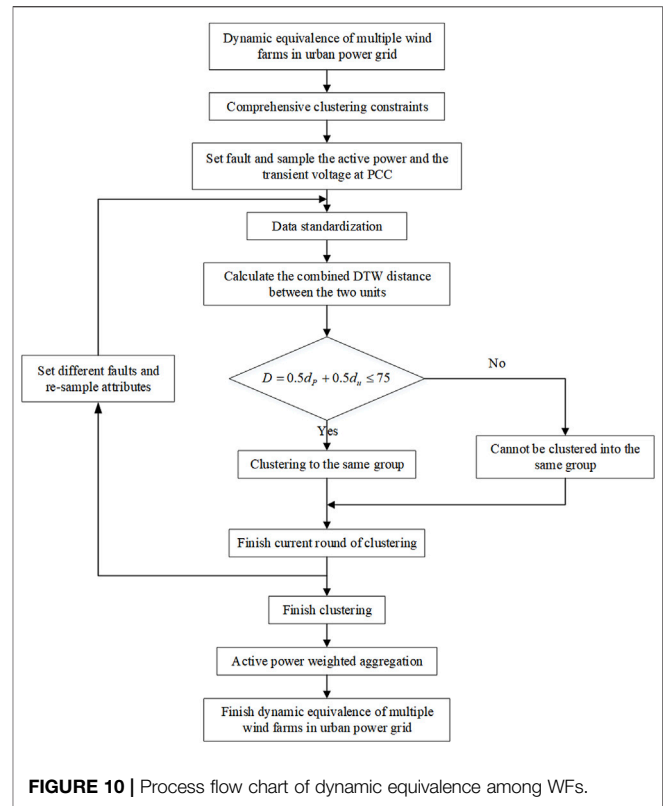 Dynamic equivalence of multiple wind
farms in urban power grid
Comprehensive clustering constraints
Set fault and sample the active power and the
transient voltage at PCC
Data standardization
Calculate the combined DTW distance
between the two units
Set different faults and
re-sample attributes
D = 0.5d_P + 0.5d_u ≤ 75
No
Yes
Clustering to the same group
Cannot be clustered into the
same group
Finish current round of clustering
Finish clustering
Active power weighted aggregation
Finish dynamic equivalence of multiple
wind farms in urban power grid
FIGURE 10 | Process flow chart of dynamic equivalence among WFs.